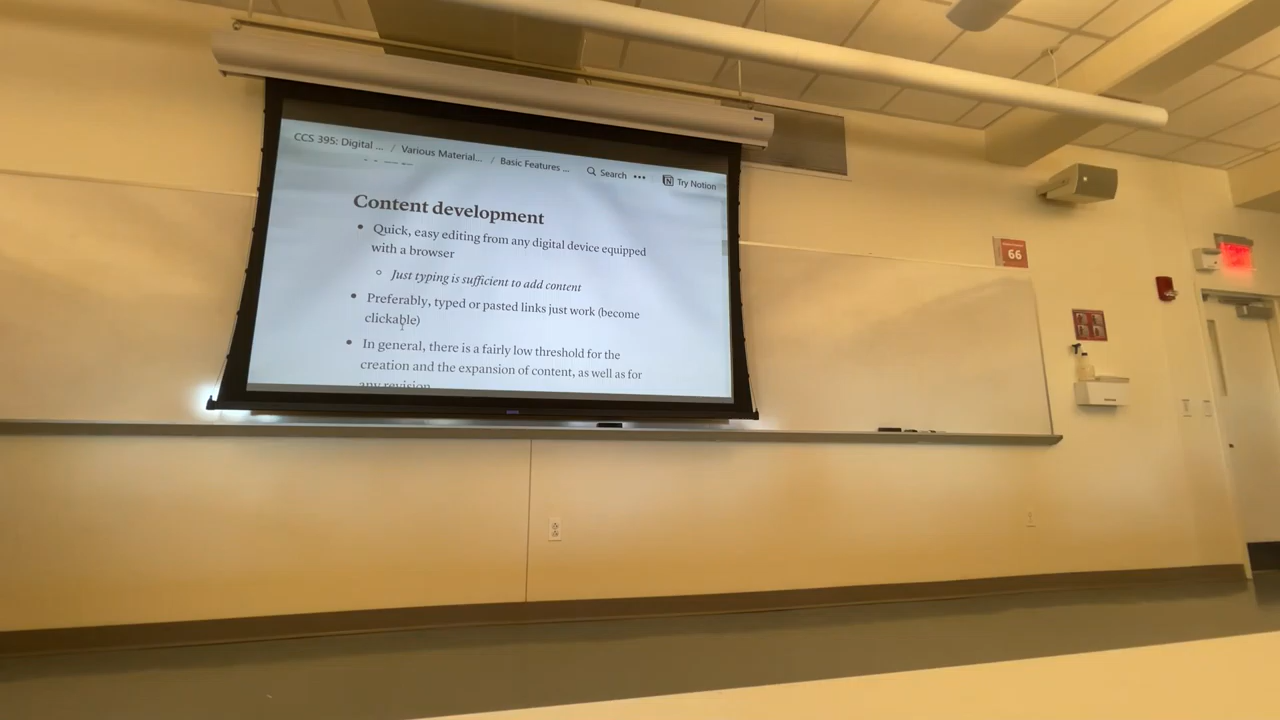 CCS 395: Digital ... / Various Material... / Basic Features ... Search ••• Try Notion
Content development
• Quick, easy editing from any digital device equipped
with a browser
◦ Just typing is sufficient to add content
• Preferably, typed or pasted links just work (become
clickable)
• In general, there is a fairly low threshold for the
creation and the expansion of content, as well as for
any revision
66